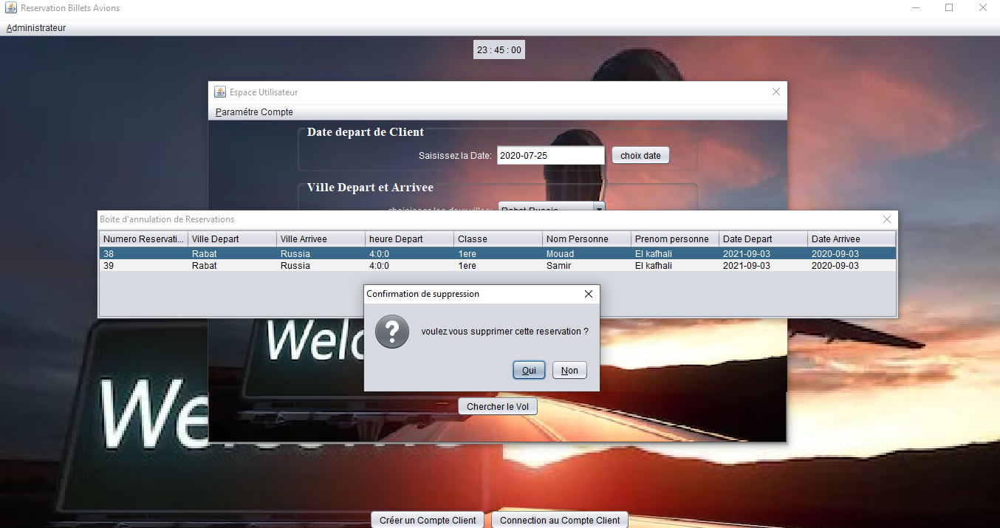 Reservation Billets Avions
Administrateur
23 : 45 : 00
Espace Utilisateur
Paramétre Compte
Date depart de Client
Saisissez la Date: 2020-07-25 choix date
Ville Depart et Arrivee
choisissez les deux villes: Rabat Russia
Boite d'annulation de Reservations
Numero Reservati... Ville Depart Ville Arrivee heure Depart Classe Nom Personne Prenom personne Date Depart Date Arrivee
38 Rabat Russia 4:0:0 1ere Mouad El kafhali 2021-09-03 2020-09-03
39 Rabat Russia 4:0:0 1ere Samir El kafhali 2021-09-03 2020-09-03
Confirmation de suppression
voulez vous supprimer cette reservation ?
Oui Non
Welc
Chercher le Vol
Welcome
Créer un Compte Client Connection au Compte Client